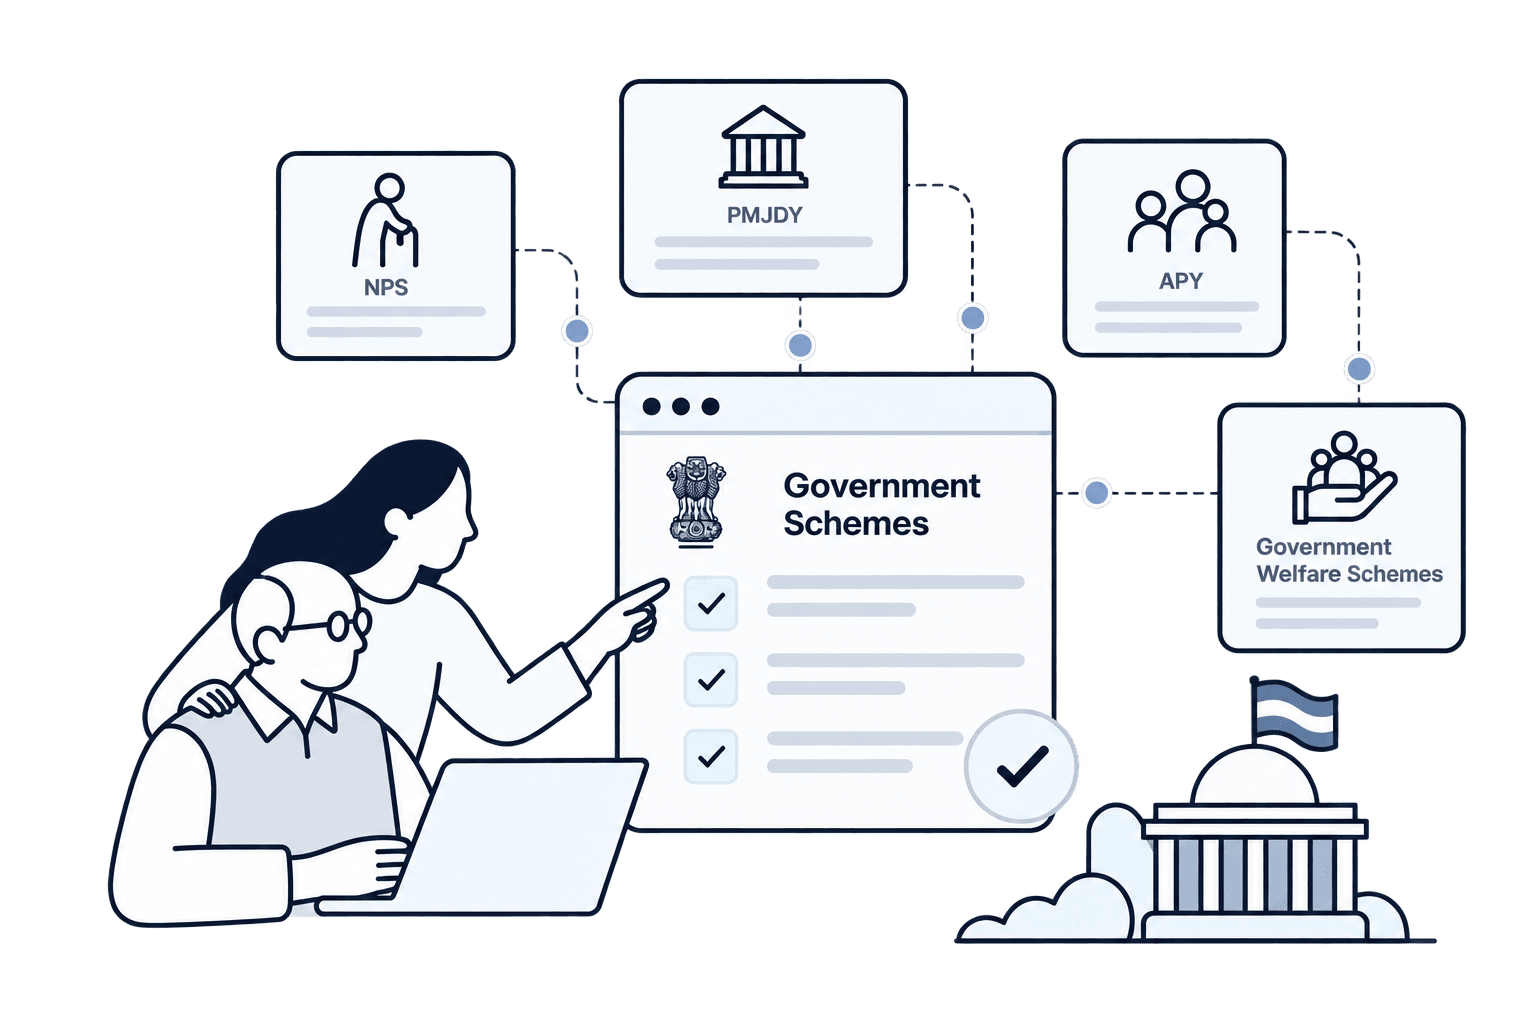 PMJDY
NPS
APY
Government
Schemes
Government
Welfare Schemes